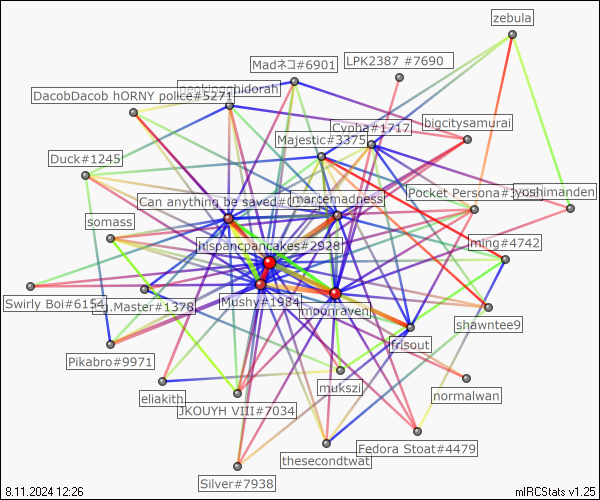 zebula
LPK2387 #7690
Madネコ#6901
DacobDacob hORNY police#5271
bigcitysamurai
Cypha#1717
Majestic#3375
Duck#1245
Pocket
yoshimanden
Can anything be saved
marcemadness
somass
hispancpancakes#2928
ming#4742
Swirly Boi#6154
Master#1378
Mushy#1984
moonraven
shawntee9
frisout
Pikabro#9971
mukszi
normalwan
eliakith
JKOUYH VIII#7034
Fedora Stoat#4479
thesecondtwat
Silver#7938
8.11.2024 12:26
mIRCStats v1.25